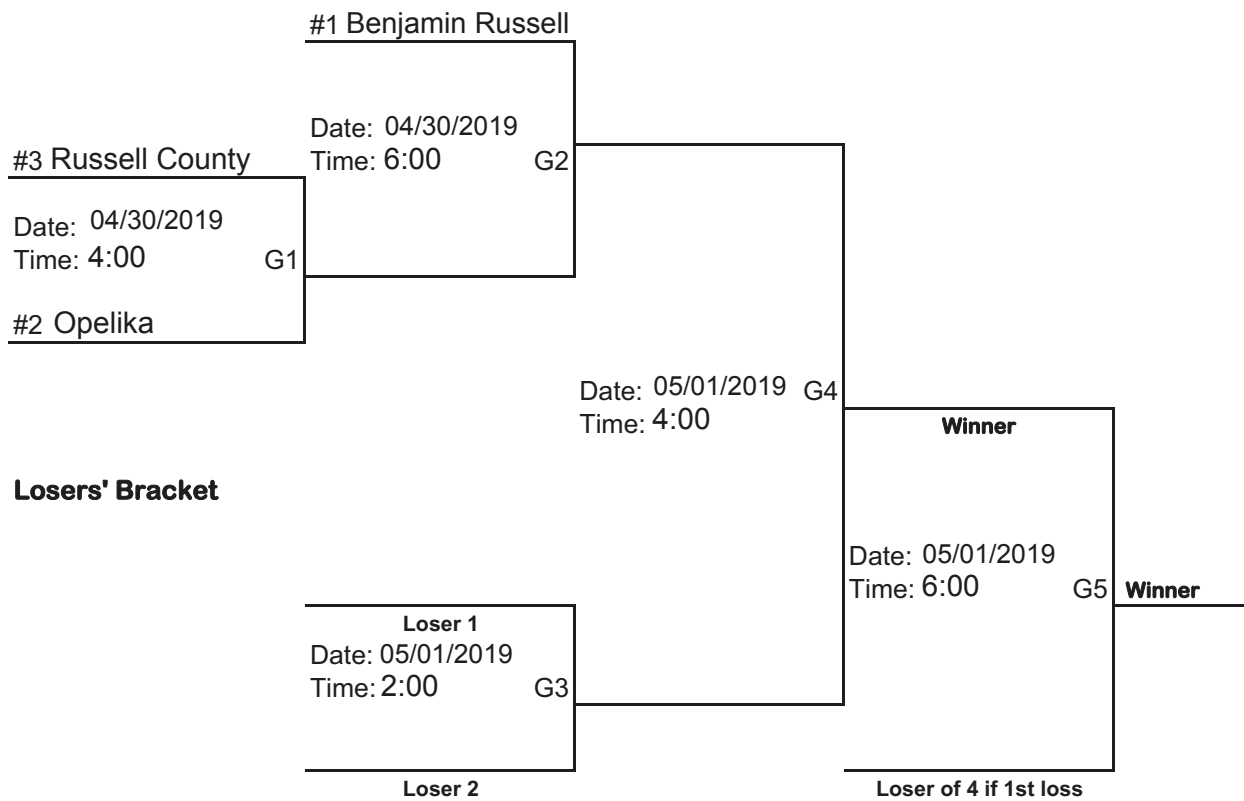 #1 Benjamin Russell
Date: 04/30/2019
Time: 6:00 G2
#3 Russell County
Date: 04/30/2019
Time: 4:00 G1
#2 Opelika
Date: 05/01/2019 G4
Time: 4:00
Winner
Losers' Bracket
Date: 05/01/2019
Time: 6:00 G5 Winner
Loser 1
Date: 05/01/2019
Time: 2:00 G3
Loser 2
Loser of 4 if 1st loss